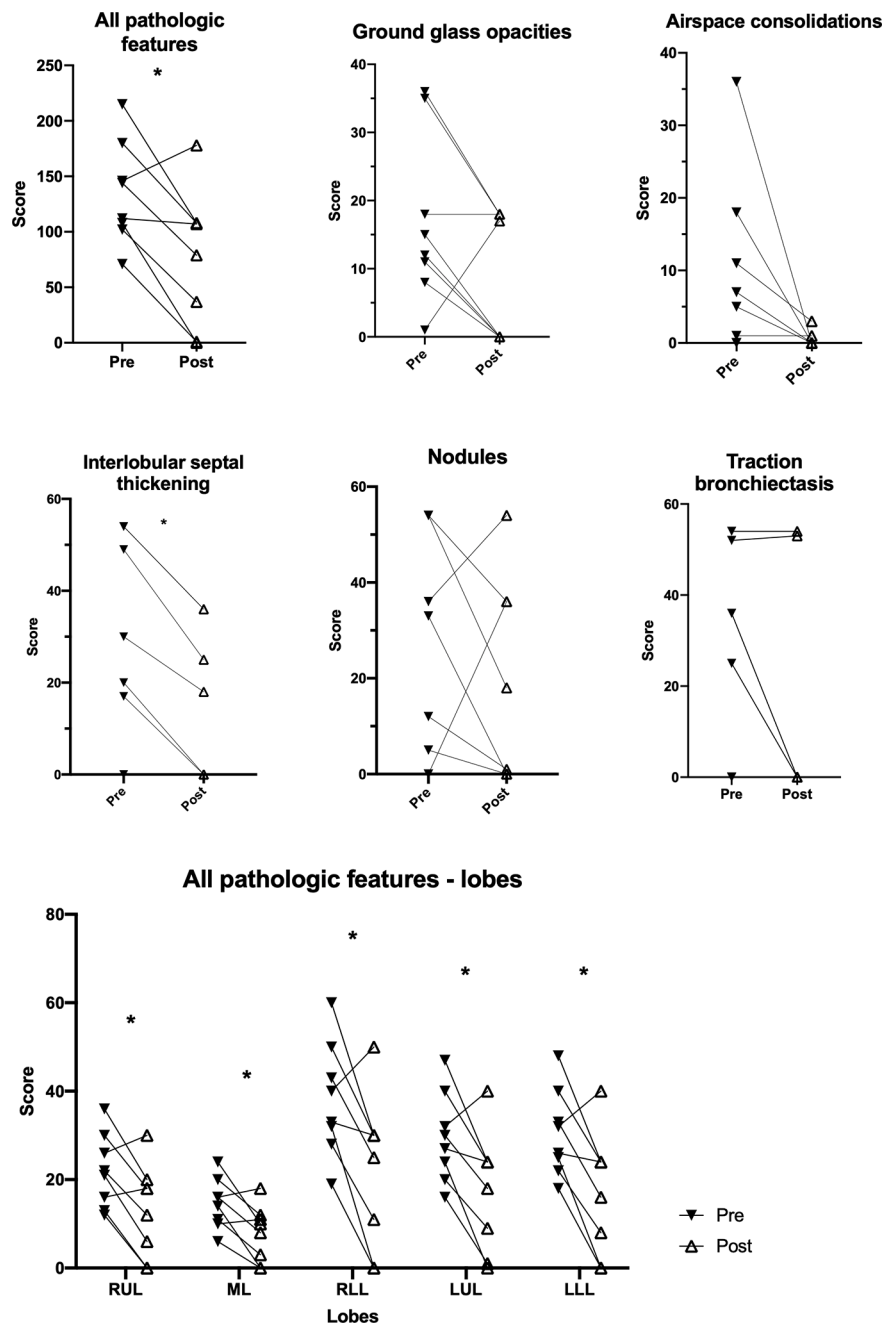 All pathologic
features
250
200
150
100
50
0
Score
*
Pre
Post
Ground glass opacities
40
30
20
10
0
Score
Pre
Post
Airspace consolidations
40
30
20
10
0
Score
Pre
Post
Interlobular septal
thickening
60
40
20
0
Score
*
Pre
Post
Nodules
60
40
20
0
Score
Pre
Post
Traction
bronchiectasis
60
40
20
0
Score
Pre
Post
All pathologic features - lobes
80
60
40
20
0
Score
*
*
*
*
*
RUL
ML
RLL
LUL
LLL
Lobes
Pre
Post